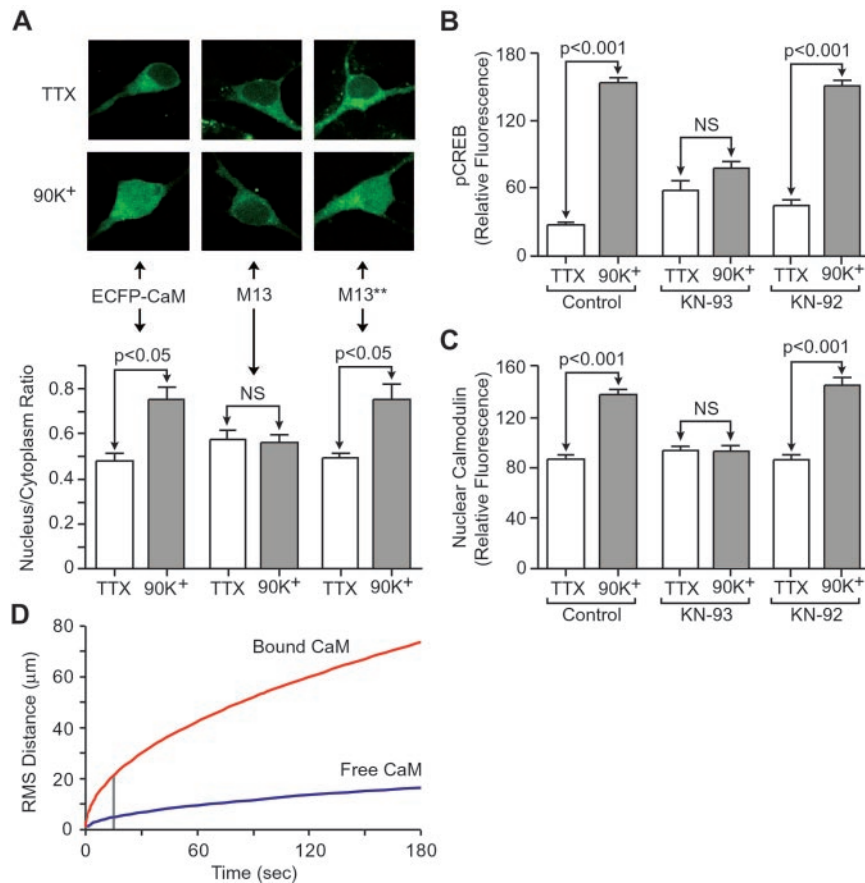 A
TTX
90K+
ECFP-CaM
M13
M13**
p<0.05
NS
p<0.05
Nucleus/Cytoplasm Ratio
0.8
0.6
0.4
0.2
0
TTX 90K+ TTX 90K+ TTX 90K+
B
pCREB
(Relative Fluorescence)
180
120
60
0
p<0.001
NS
p<0.001
TTX 90K+ TTX 90K+ TTX 90K+
Control KN-93 KN-92
C
Nuclear Calmodulin
(Relative Fluorescence)
160
120
80
40
0
p<0.001
NS
p<0.001
TTX 90K+ TTX 90K+ TTX 90K+
Control KN-93 KN-92
D
RMS Distance (µm)
80
60
40
20
0
Bound CaM
Free CaM
0 60 120 180
Time (sec)